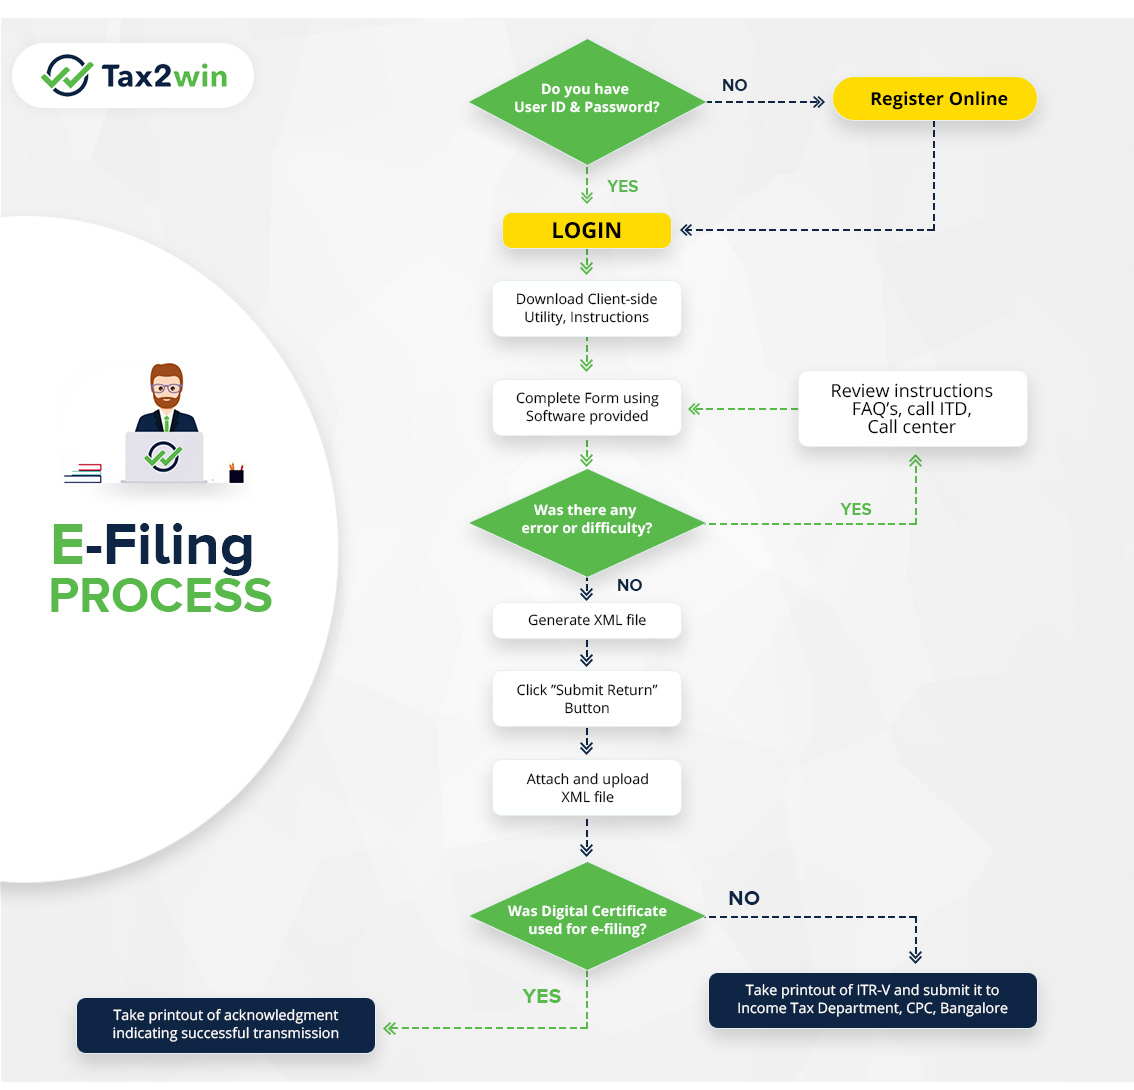 Tax2win
Do you have
User ID & Password?
NO
Register Online
YES
LOGIN
Download Client-side
Utility, Instructions
Complete Form using
Software provided
Review instructions
FAQ's, call ITD,
Call center
Was there any
error or difficulty?
YES
NO
E-Filing
PROCESS
Generate XML file
Click ”Submit Return”
Button
Attach and upload
XML file
Was Digital Certificate
used for e-filing?
NO
YES
Take printout of ITR-V and submit it to
Income Tax Department, CPC, Bangalore
Take printout of acknowledgment
indicating successful transmission